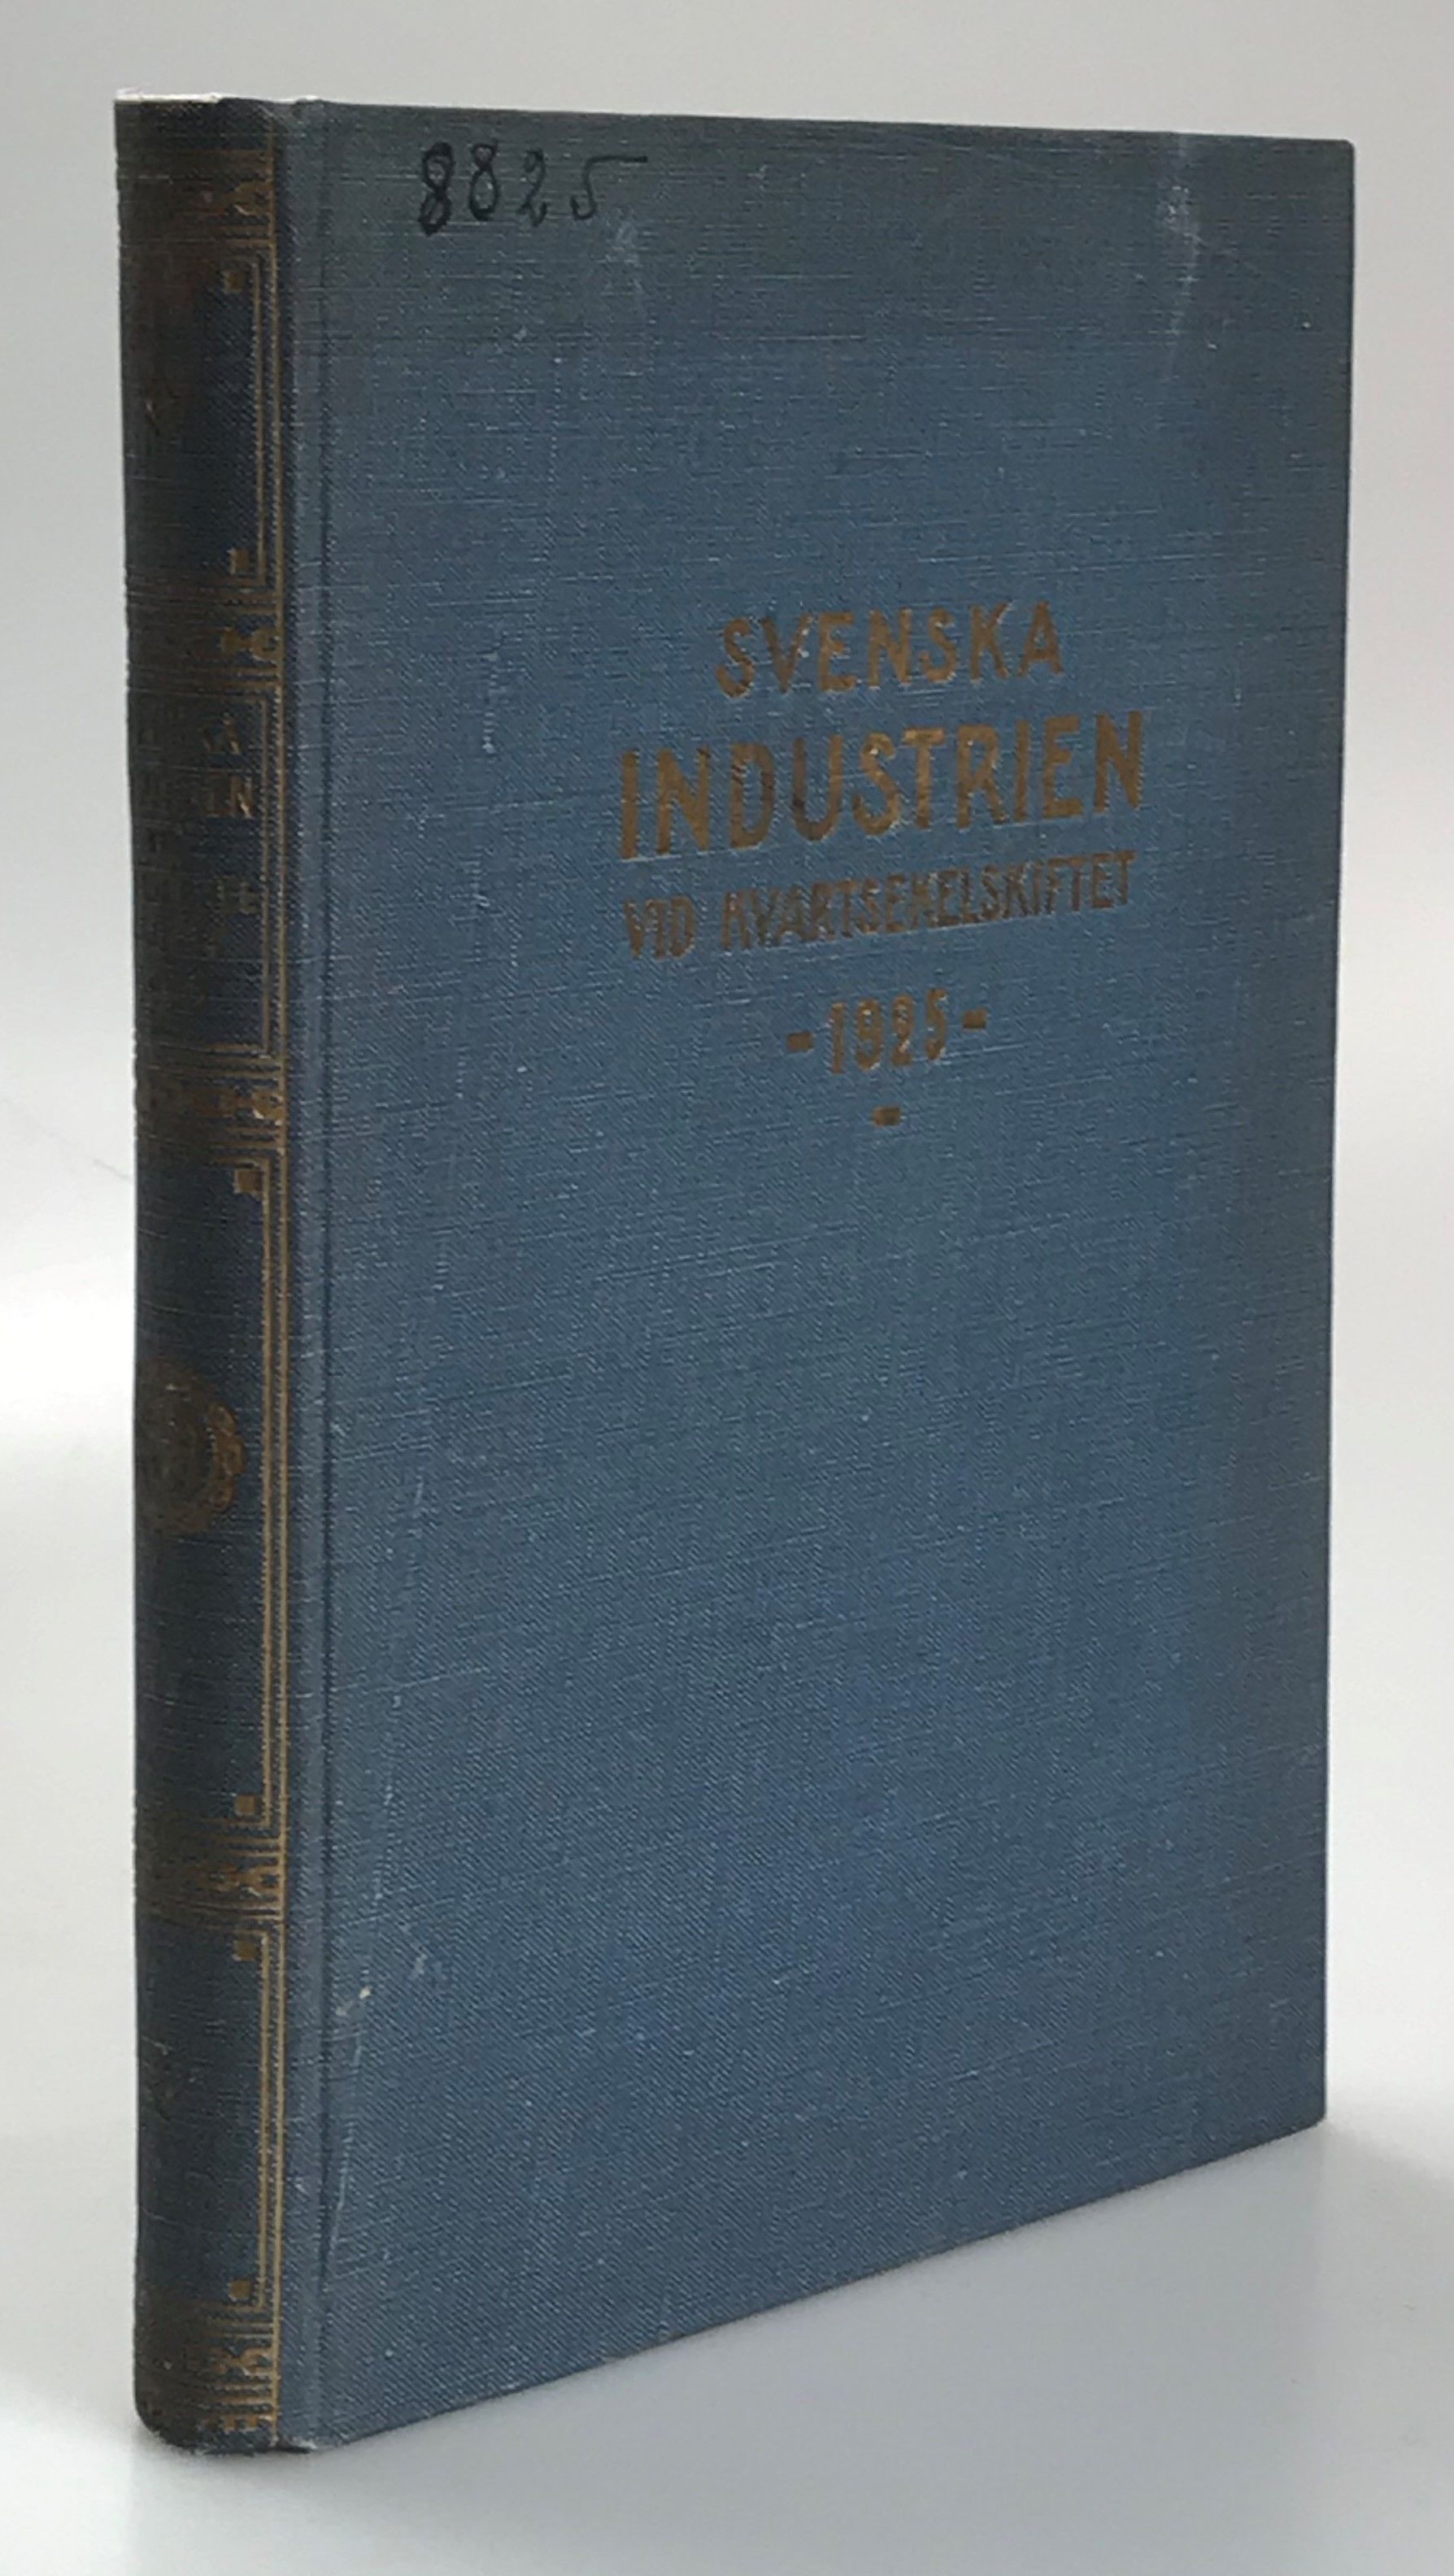 8825
SVENSKA
INDUSTRIEN
VID KVARTSEKELSKIFTET
-1925-